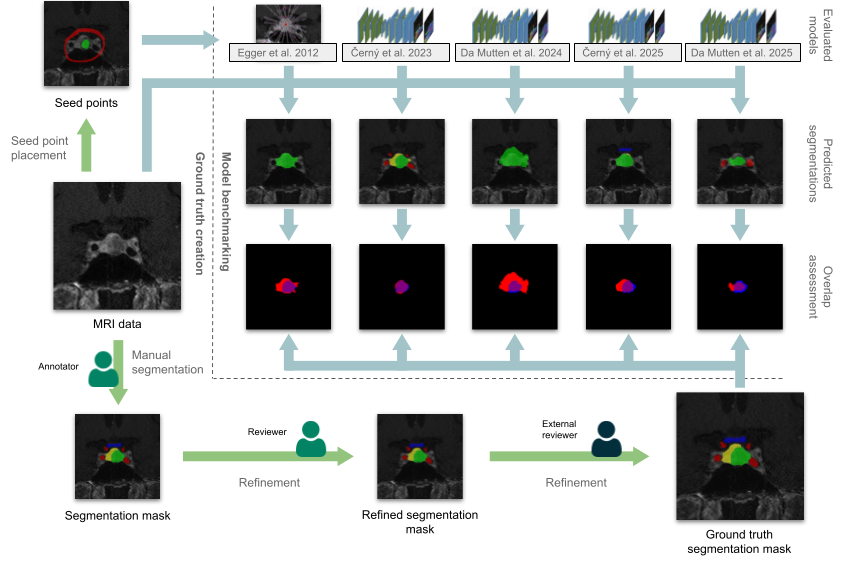 Egger et al. 2012
Černý et al. 2023
Da Mutten et al. 2024
Černý et al. 2025
Da Mutten et al. 2025
Evaluated
models
Seed points
Seed point
placement
Ground truth creation
Model benchmarking
Predicted
segmentations
Overlap
assessment
MRI data
Annotator
Manual
segmentation
Reviewer
Refinement
External
reviewer
Refinement
Segmentation mask
Refined segmentation
mask
Ground truth
segmentation mask